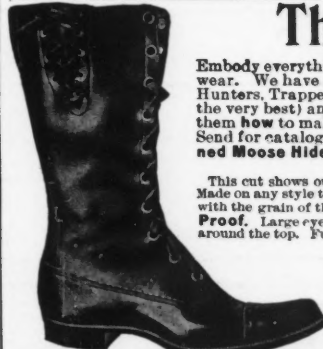 Th
Embody everyth
wear. We have
Hunters, Trappe
the very best) an
them how to ma
Send for catalog
ned Moose Hide
This cut shows ou
Made on any style t
with the grain of th
Proof. Large eye
around the top. Fu